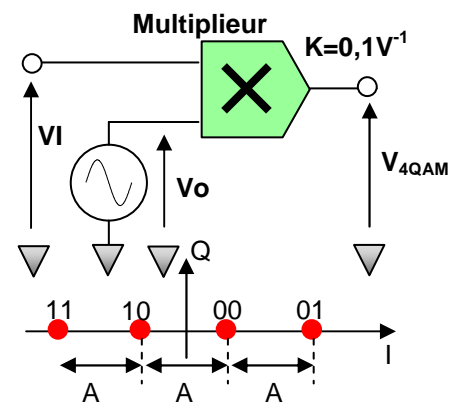 Multiplieur
K=0,1V⁻¹
VI
Vo
V4QAM
Q
11 10 00 01
I
A A A